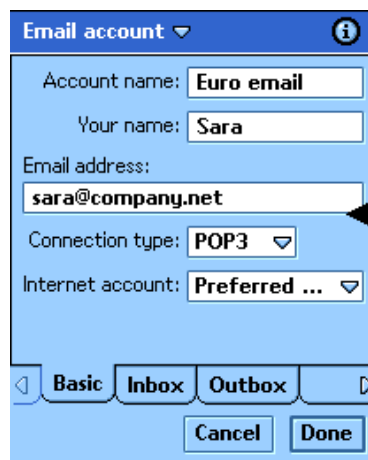 Email account
Account name: Euro email
Your name: Sara
Email address:
sara@company.net
Connection type: POP3
Internet account: Preferred ...
Basic Inbox Outbox
Cancel Done